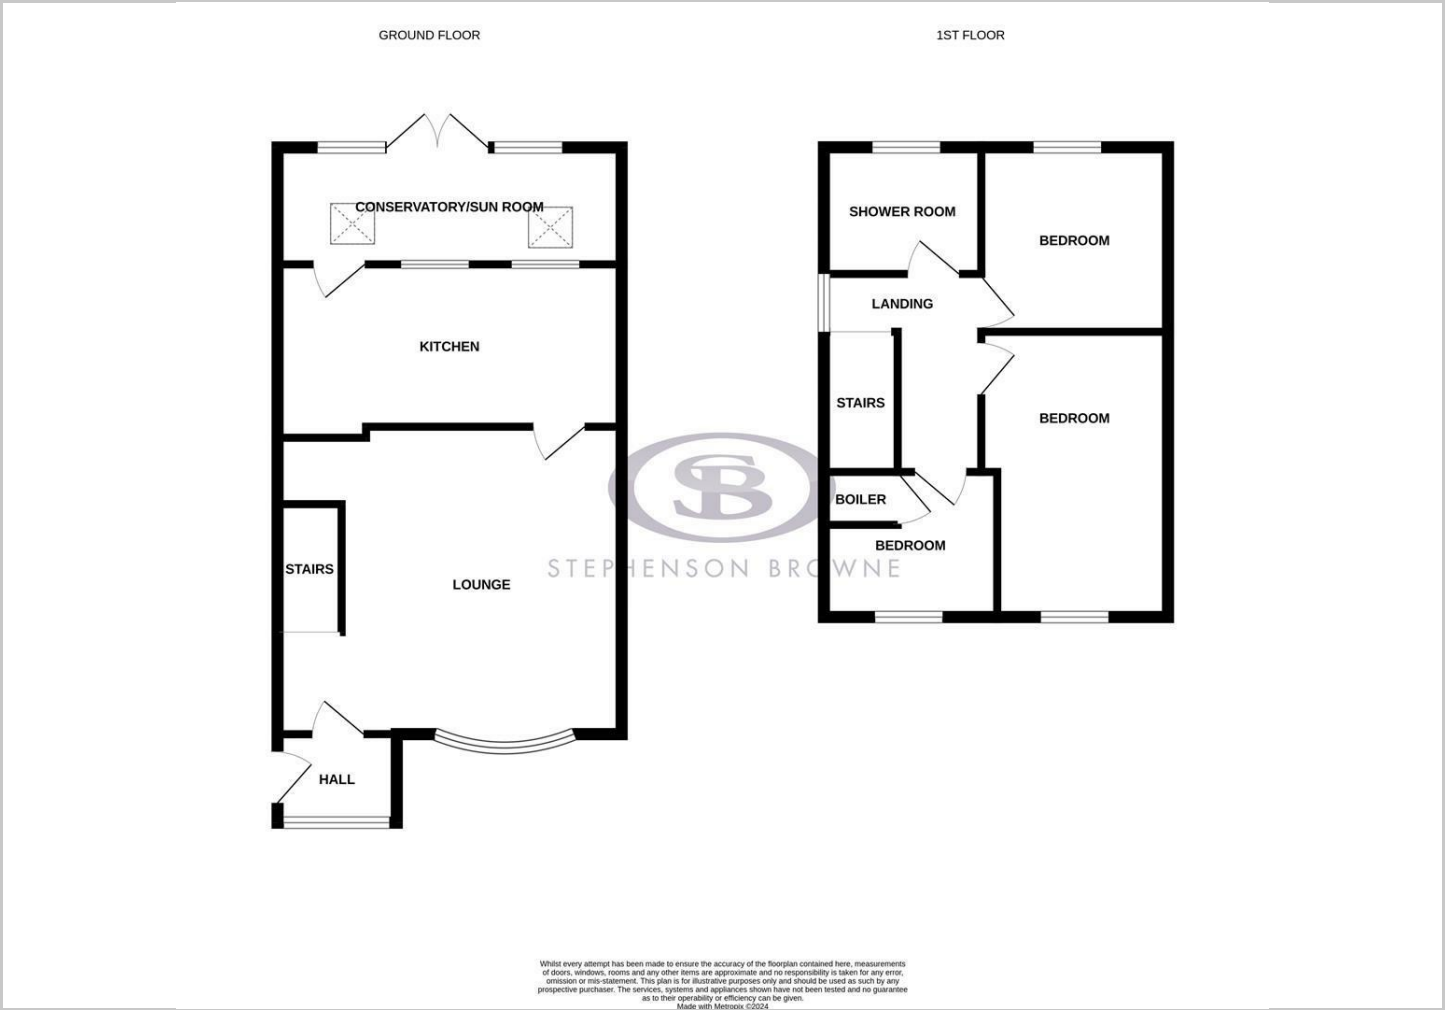 GROUND FLOOR
1ST FLOOR
CONSERVATORY/SUN ROOM
KITCHEN
STAIRS
LOUNGE
HALL
SHOWER ROOM
BEDROOM
LANDING
STAIRS
BEDROOM
BOILER
BEDROOM
SB
STEPHENSON BROWNE
Whilst every attempt has been made to ensure the accuracy of the floorplan contained here, measurements
of doors, windows, rooms and any other items are approximate and no responsibility is taken for any error,
omission or mis-statement. This plan is for illustrative purposes only and should be used as such by any
prospective purchaser. The services, systems and appliances shown have not been tested and no guarantee
as to their operability or efficiency can be given.
Made with Metropix ©2024